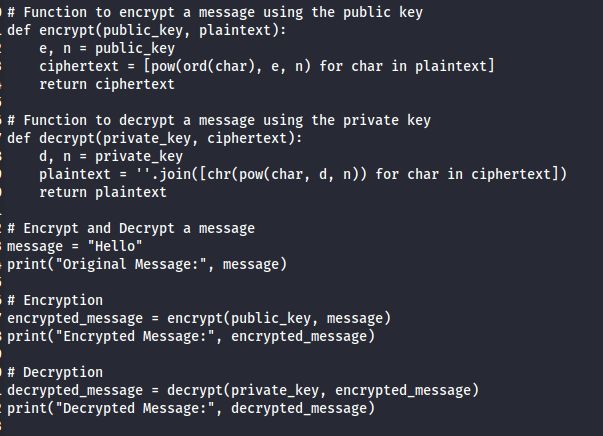 # Function to encrypt a message using the public key
def encrypt(public_key, plaintext):
    e, n = public_key
    ciphertext = [pow(ord(char), e, n) for char in plaintext]
    return ciphertext

# Function to decrypt a message using the private key
def decrypt(private_key, ciphertext):
    d, n = private_key
    plaintext = ''.join([chr(pow(char, d, n)) for char in ciphertext])
    return plaintext

# Encrypt and Decrypt a message
message = "Hello"
print("Original Message:", message)

# Encryption
encrypted_message = encrypt(public_key, message)
print("Encrypted Message:", encrypted_message)

# Decryption
decrypted_message = decrypt(private_key, encrypted_message)
print("Decrypted Message:", decrypted_message)